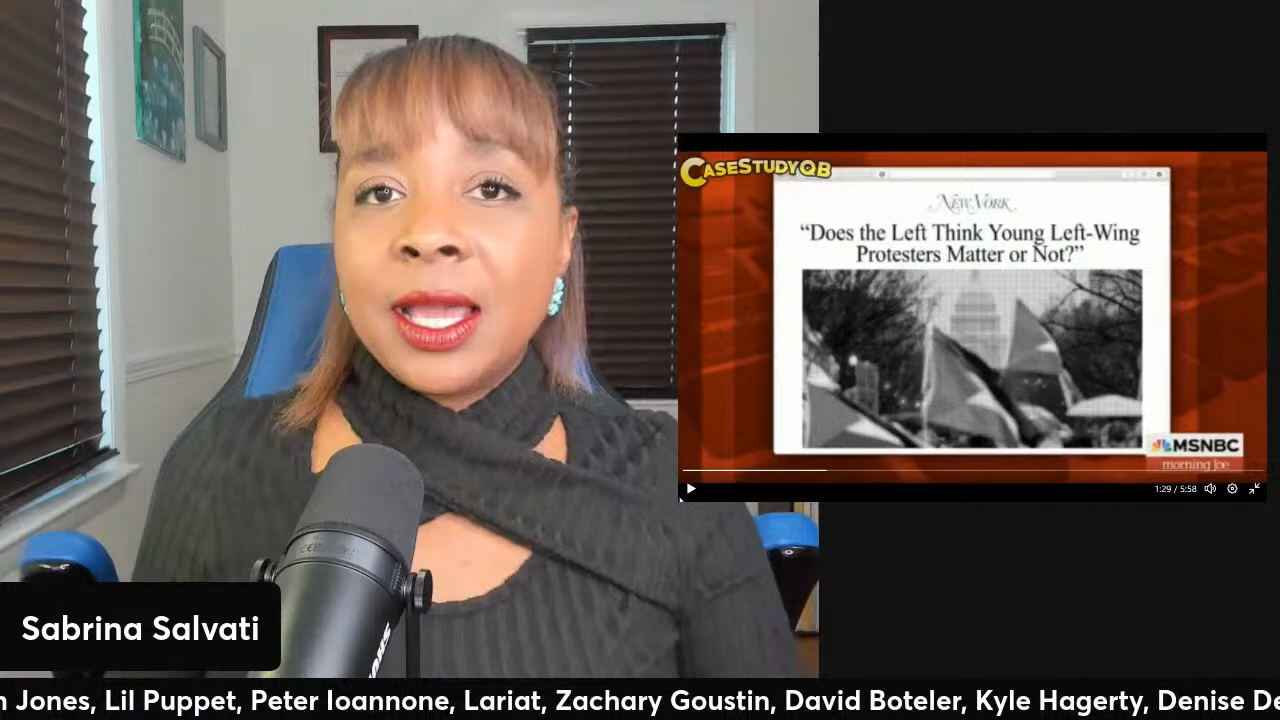 CASESTUDYQB
NEW YORK
“Does the Left Think Young Left-Wing
Protesters Matter or Not?”
MSNBC
morning joe
1:29 / 5:58
Sabrina Salvati
Jones, Lil Puppet, Peter Ioannone, Lariat, Zachary Goustin, David Boteler, Kyle Hagerty, Denise